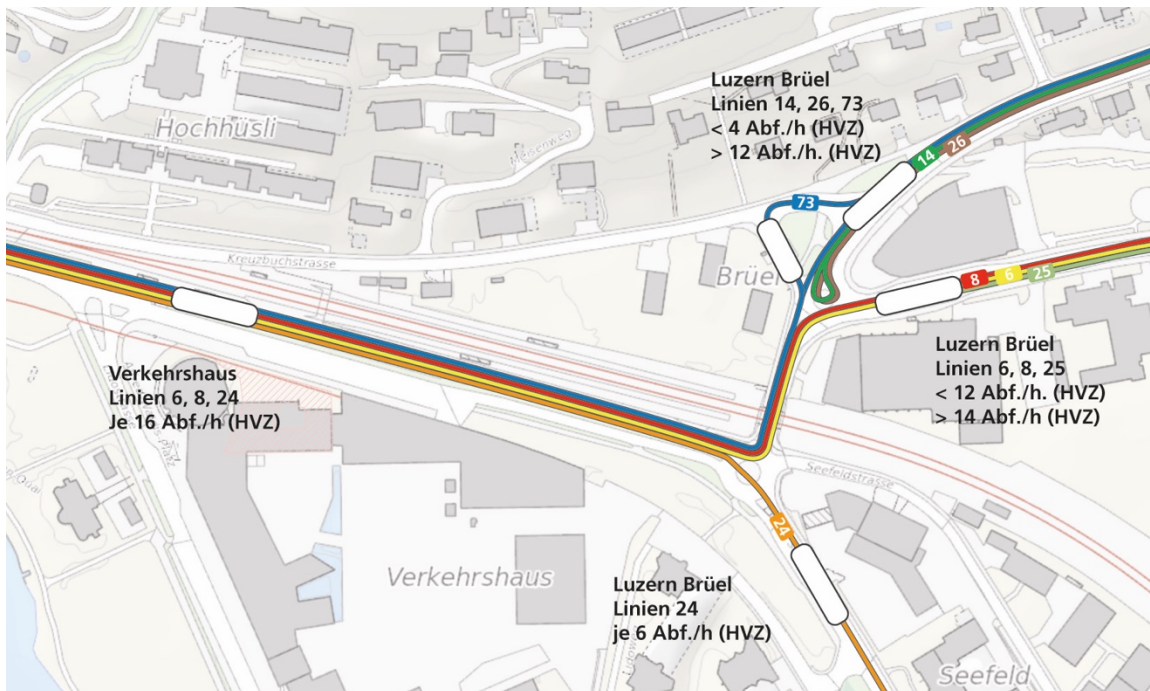 Luzern Brüel
Linien 14, 26, 73
< 4 Abf./h (HVZ)
> 12 Abf./h. (HVZ)
Hochhüsli
Meisenweg
14
26
73
Kreuzbuchstrasse
Brüel
8
6
25
Verkehrshaus
Linien 6, 8, 24
Je 16 Abf./h (HVZ)
Luzern Brüel
Linien 6, 8, 25
< 12 Abf./h. (HVZ)
> 14 Abf./h (HVZ)
Seefeldstrasse
24
Verkehrshaus
Luzern Brüel
Linien 24
je 6 Abf./h (HVZ)
Seefeld